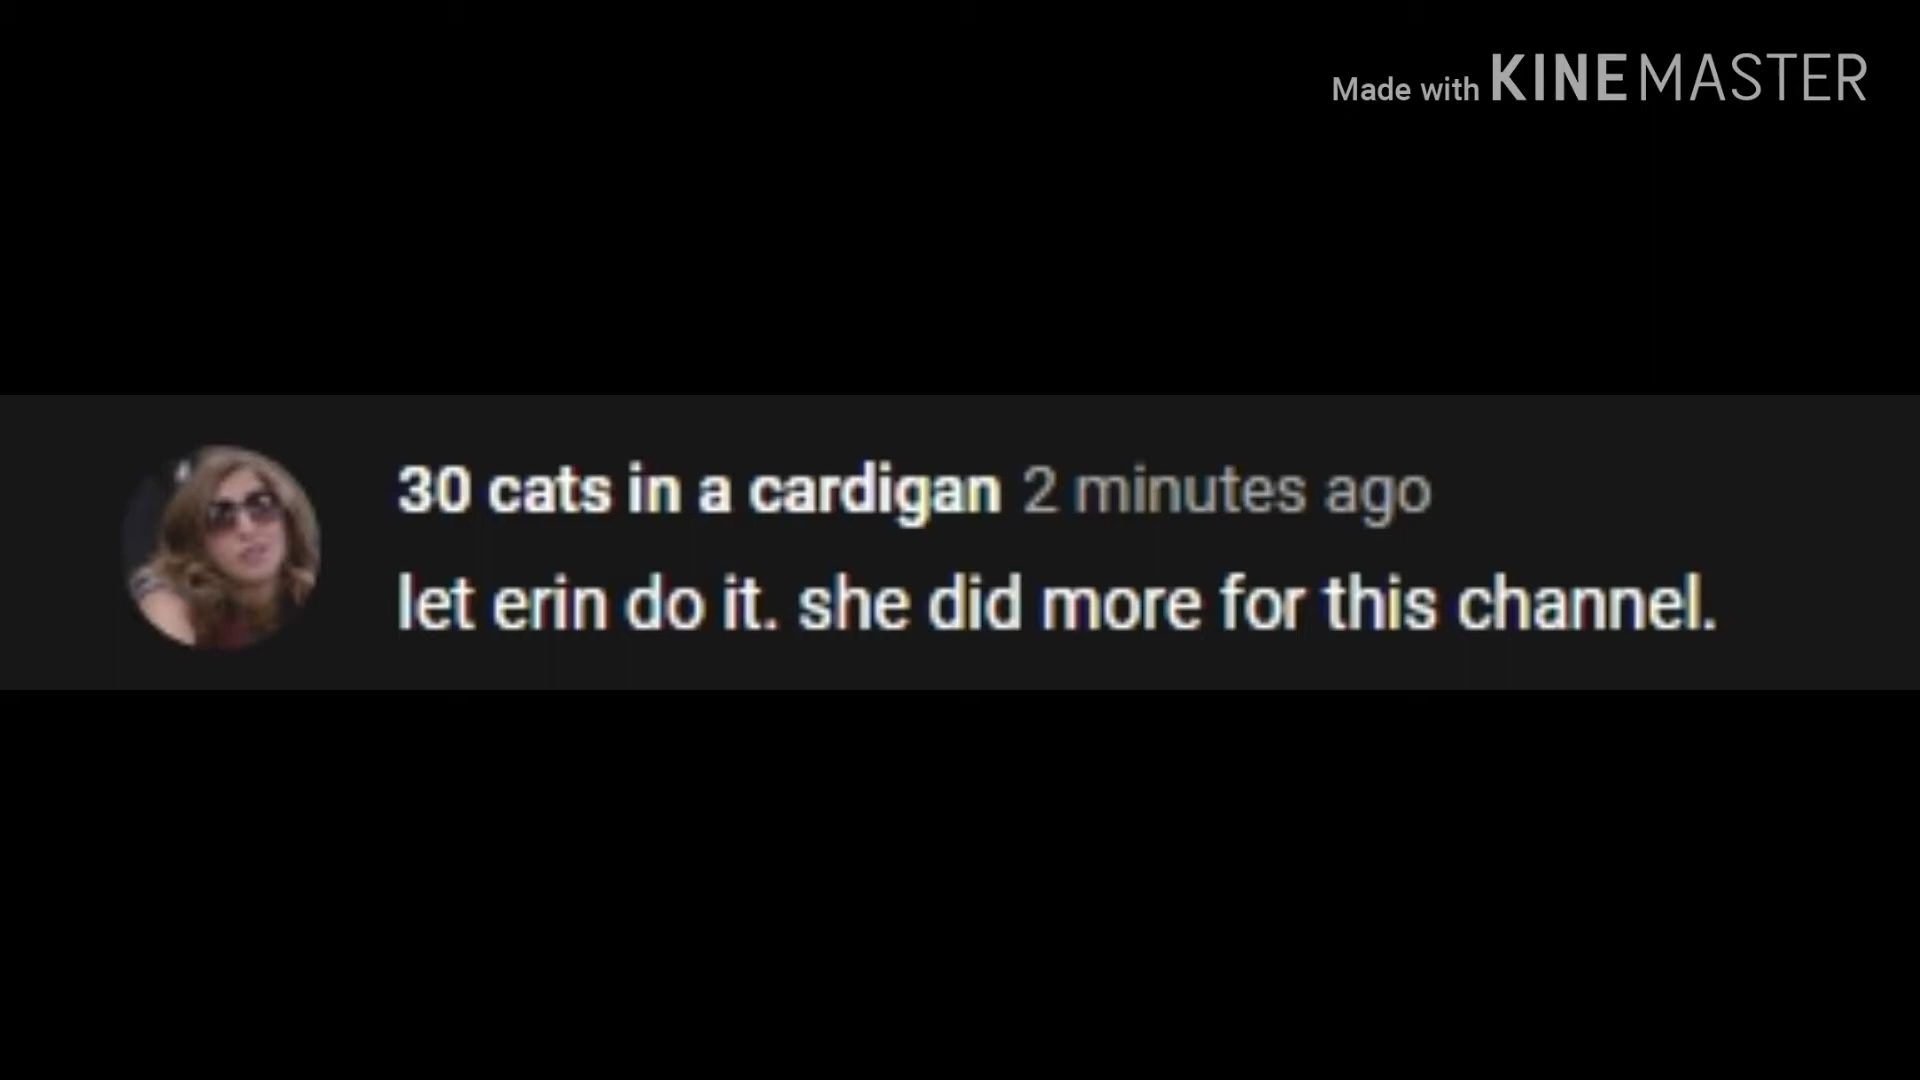 Made with KINEMASTER
30 cats in a cardigan 2 minutes ago
let erin do it. she did more for this channel.